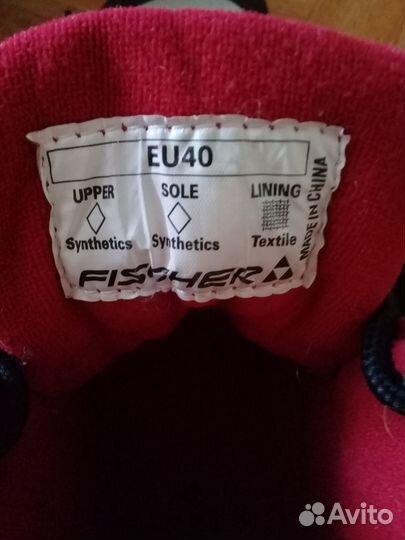 EU40
UPPER SOLE LINING
Synthetics Synthetics Textile
MADE IN CHINA
FISCHER
Avito